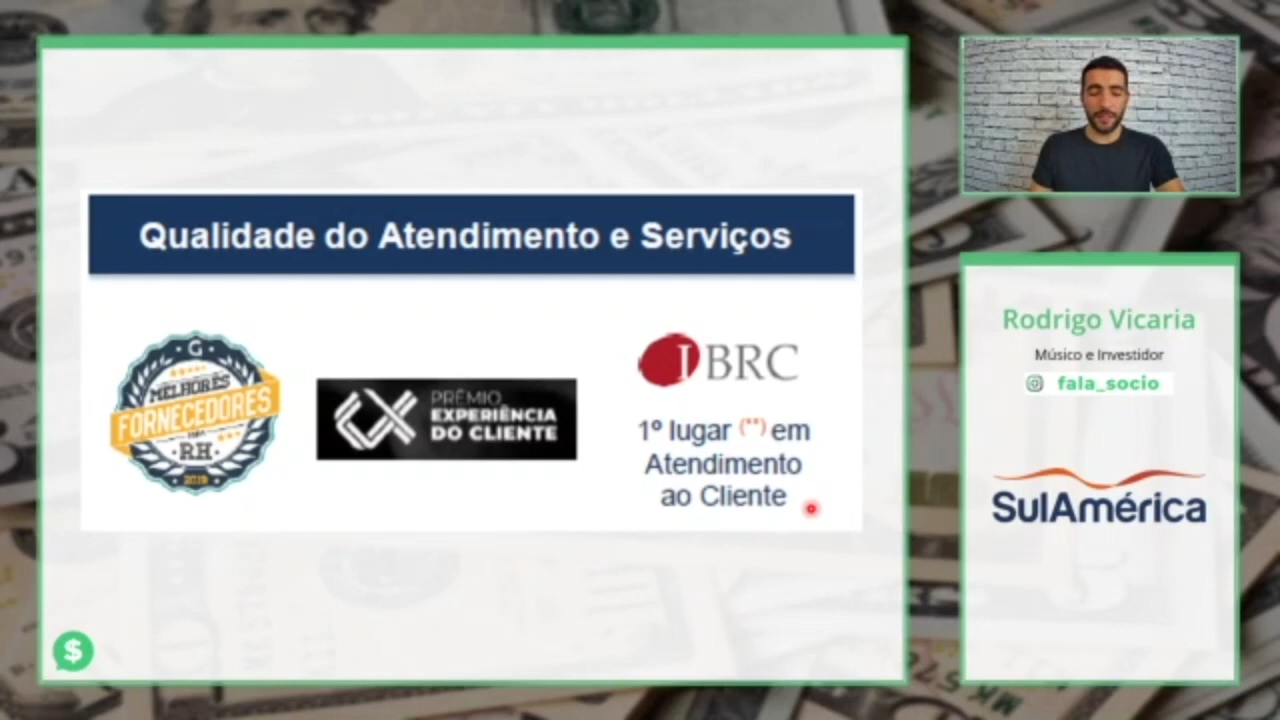 Qualidade do Atendimento e Serviços
G
MELHORES
FORNECEDORES
PARA
RH
2019
PRÊMIO
EXPERIÊNCIA
DO CLIENTE
IBRC
1º lugar (**) em
Atendimento
ao Cliente
$
Rodrigo Vicaria
Músico e Investidor
fala_socio
SulAmérica